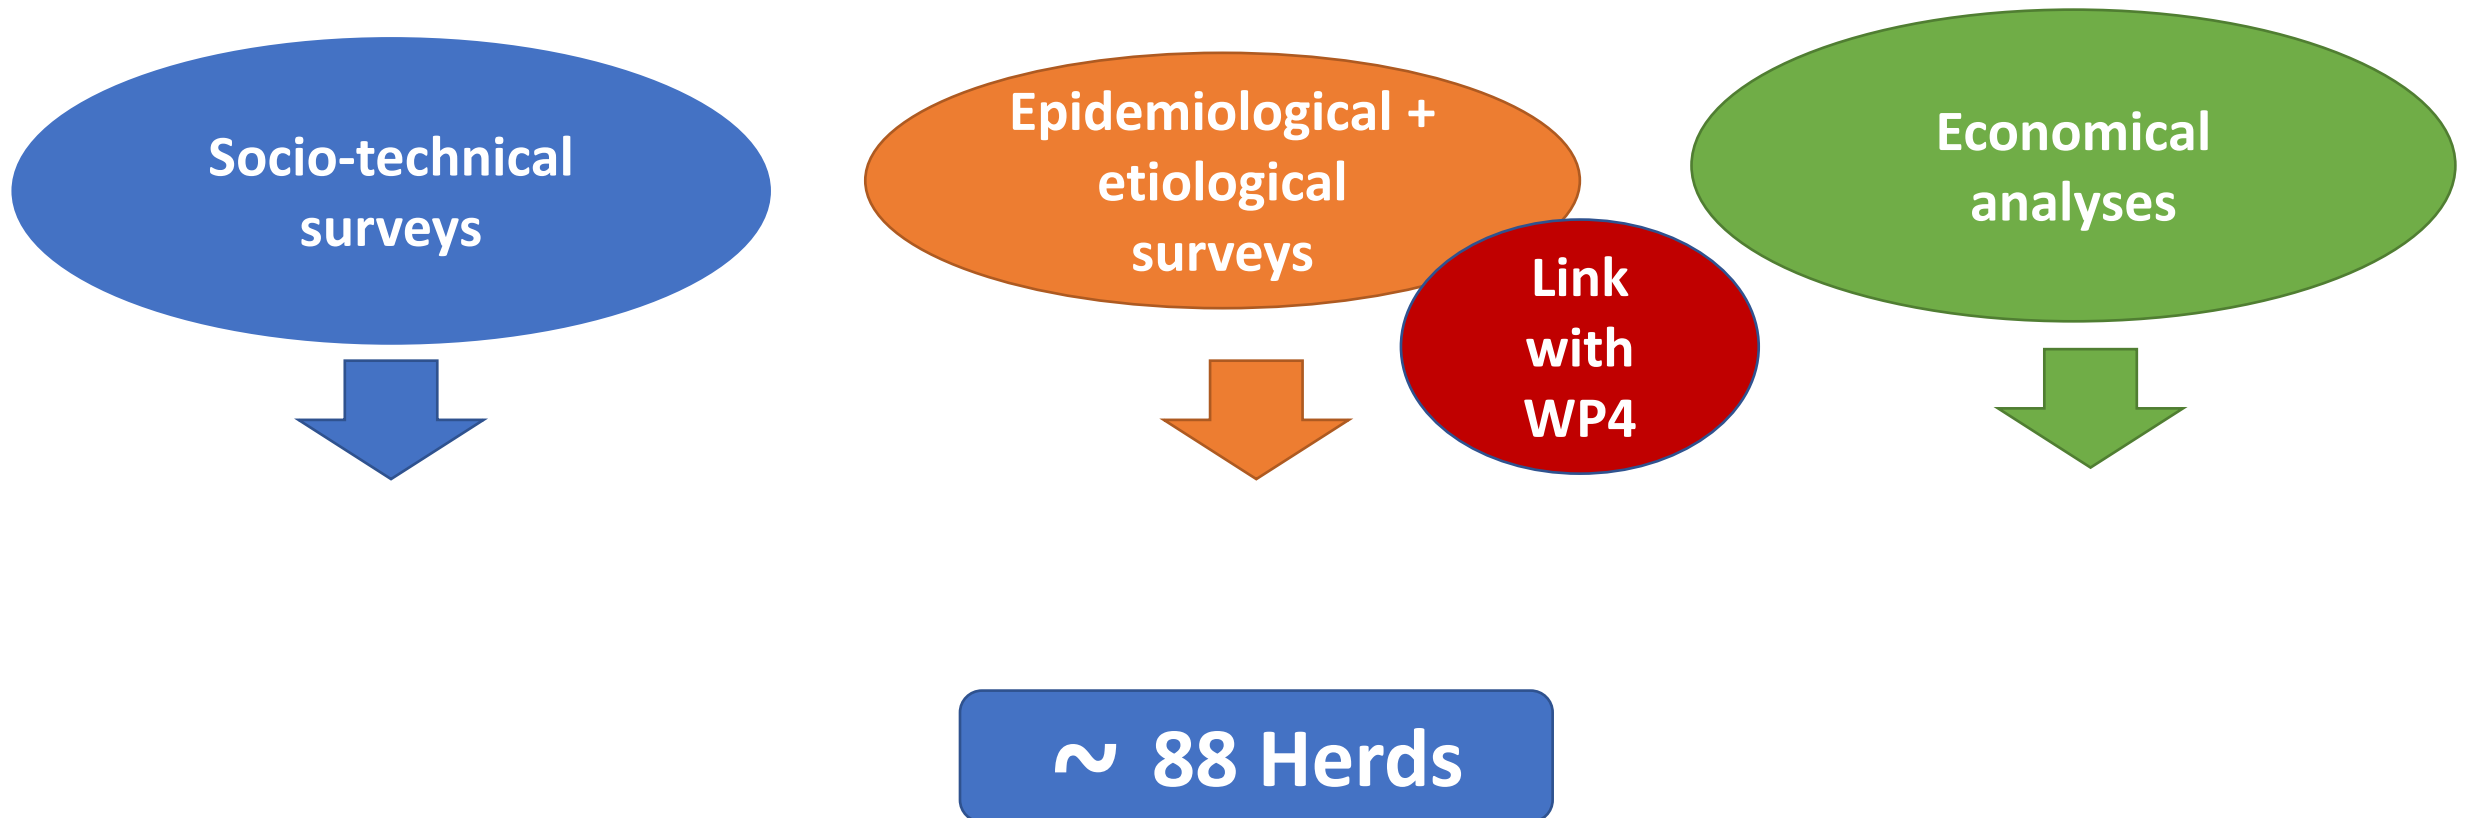 Socio-technical
surveys
Epidemiological +
etiological
surveys
Link
with
WP4
Economical
analyses
~ 88 Herds